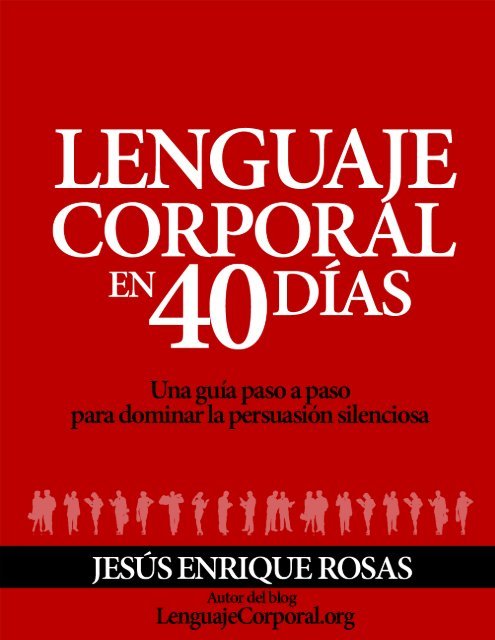 LENGUAJE
CORPORAL
EN 40 DÍAS
Una guía paso a paso
para dominar la persuasión silenciosa
JESÚS ENRIQUE ROSAS
Autor del blog
LenguajeCorporal.org